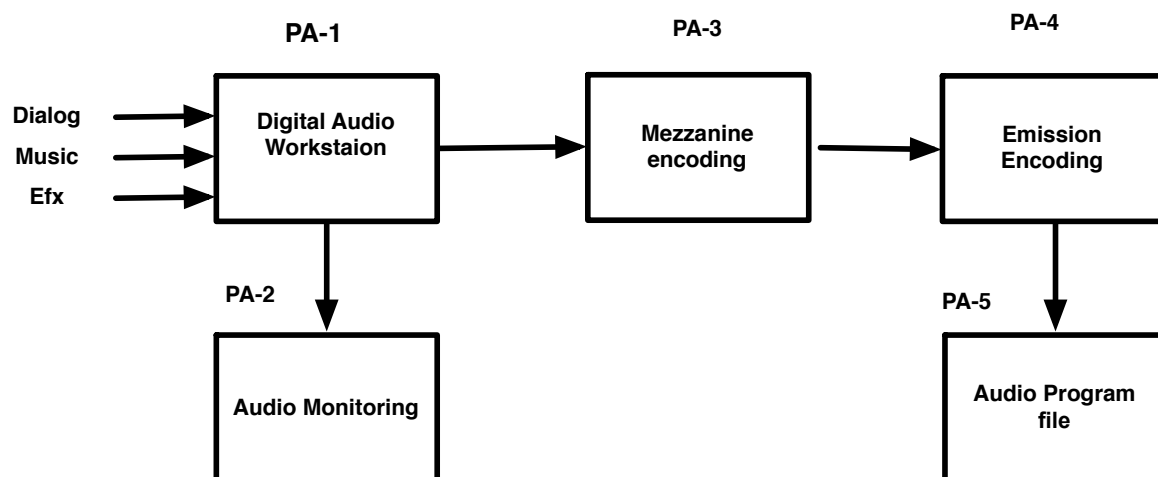 PA-1
PA-3
PA-4
Dialog
Music
Efx
Digital Audio
Workstaion
Mezzanine
encoding
Emission
Encoding
PA-2
PA-5
Audio Monitoring
Audio Program
file